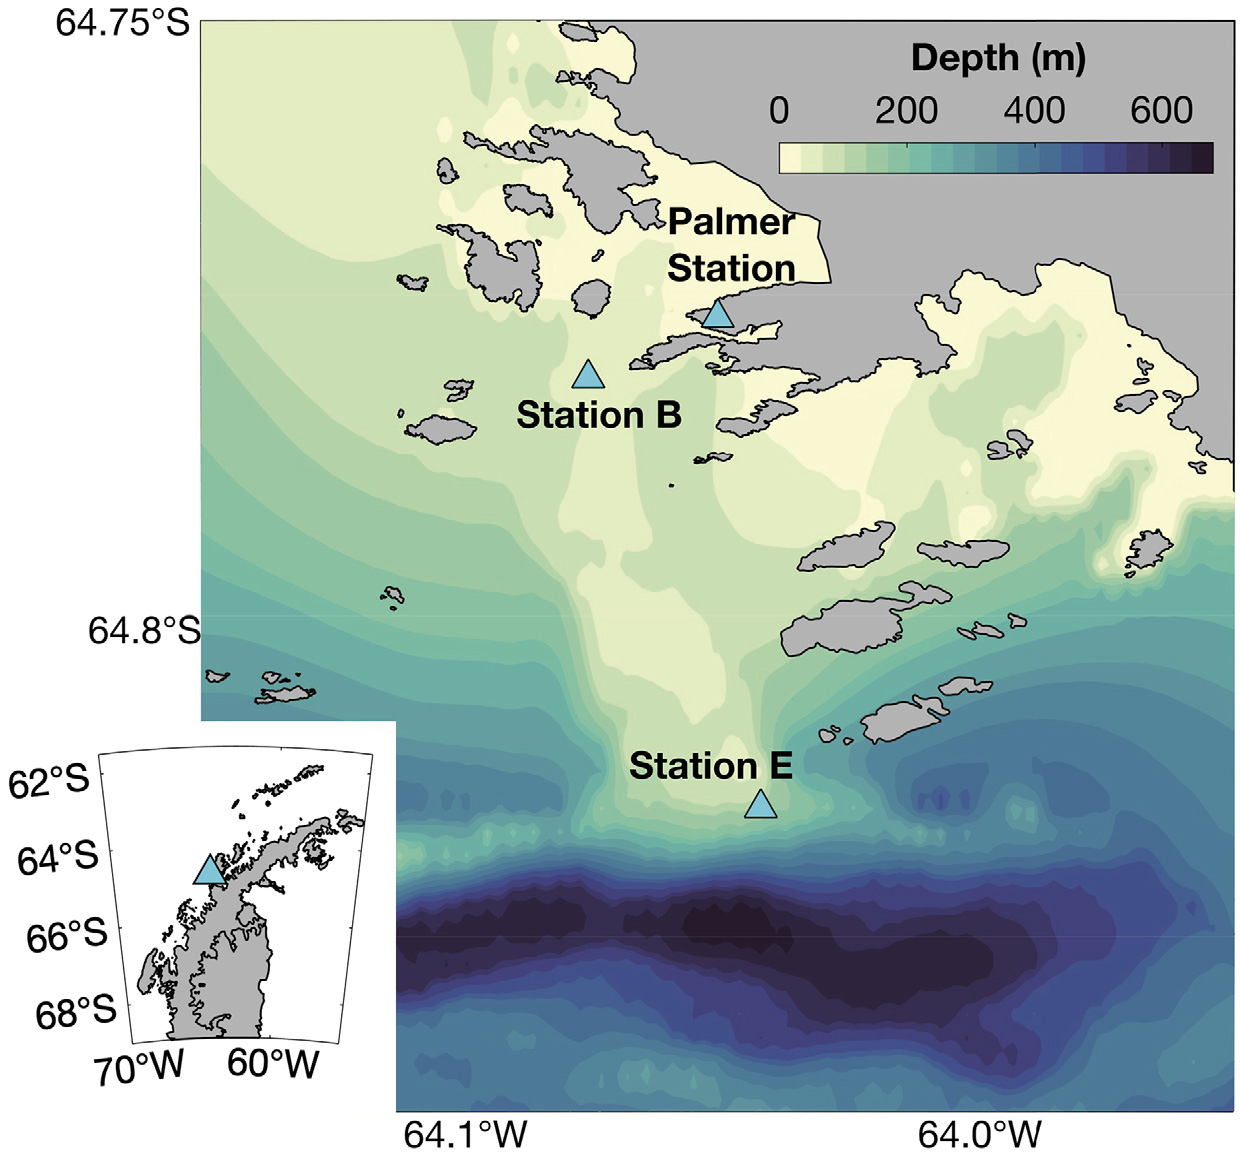 64.75°S
Depth (m)
0 200 400 600
Palmer
Station
Station B
64.8°S
Station E
62°S
64°S
66°S
68°S
70°W 60°W
64.1°W 64.0°W